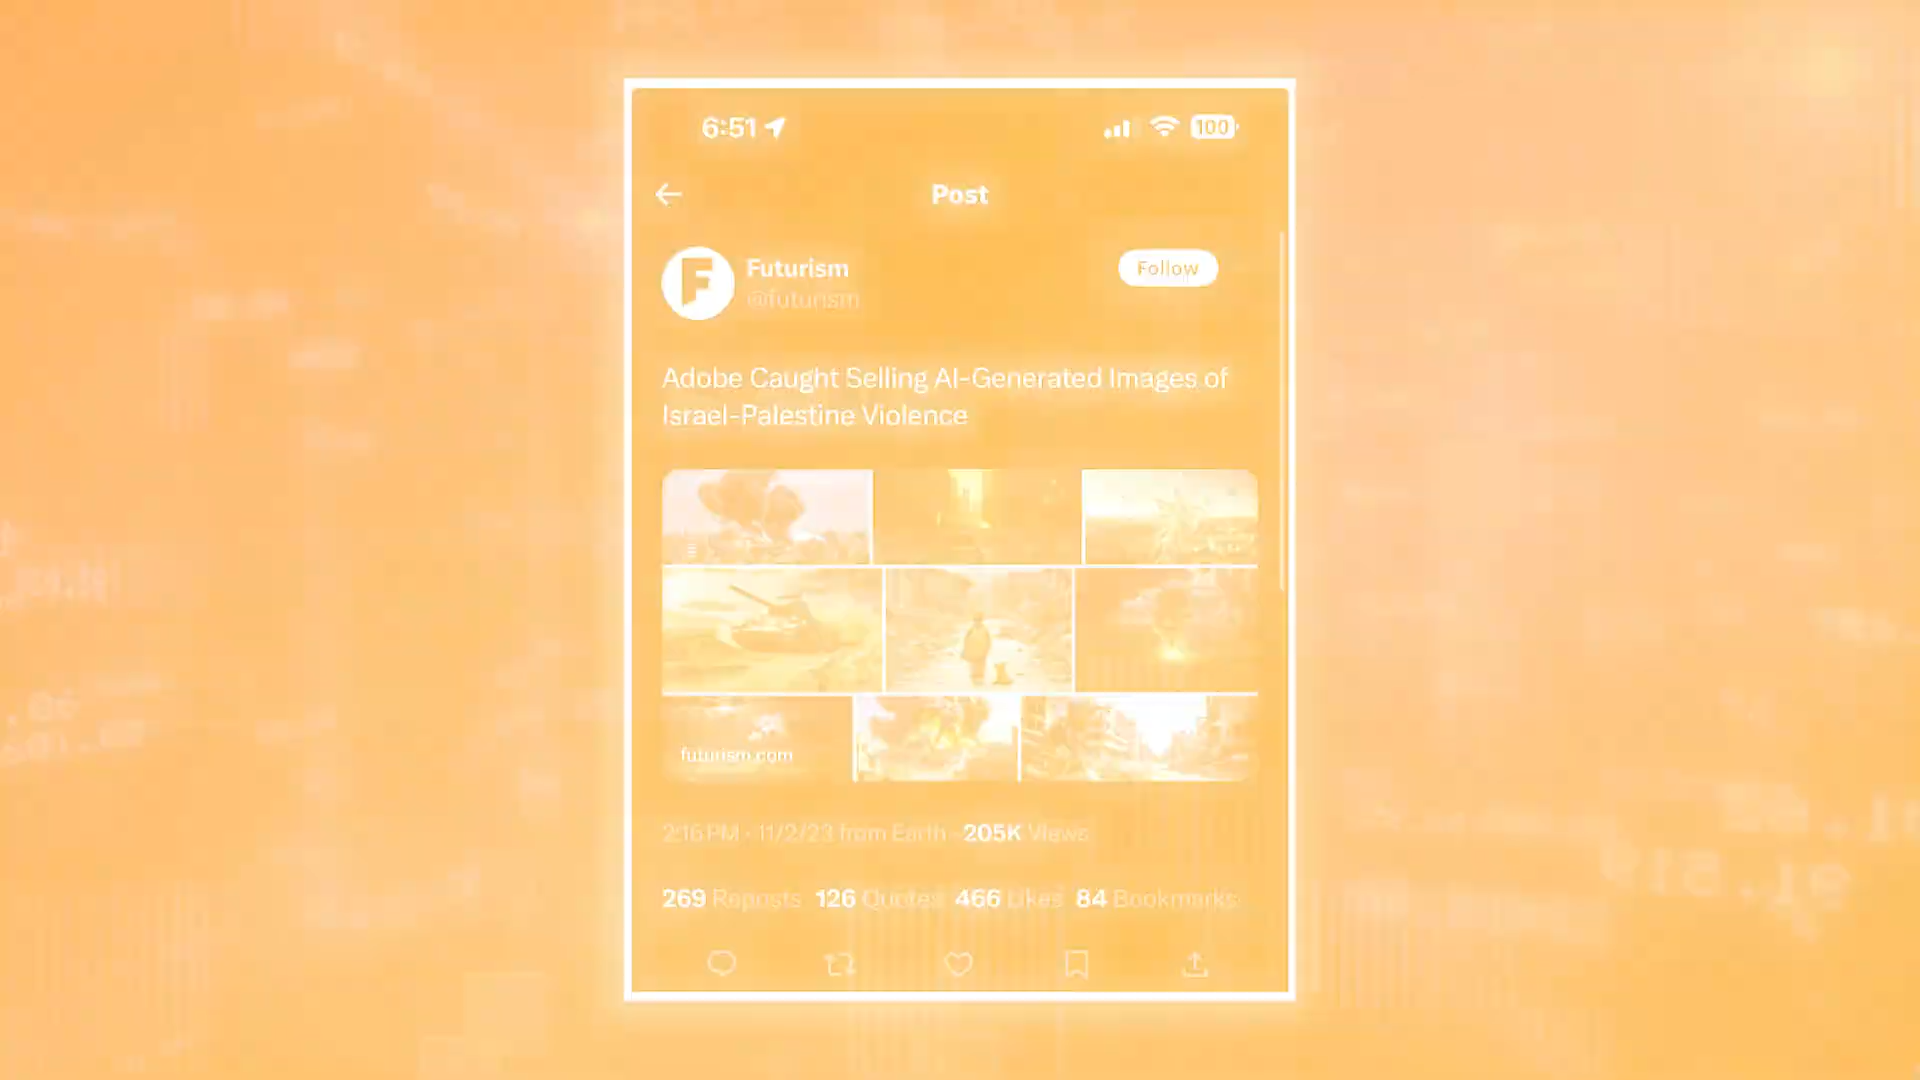 6:51
100
Post
Futurism
@futurism
Follow
Adobe Caught Selling AI-Generated Images of
Israel-Palestine Violence
futurism.com
2:16 PM · 11/2/23 from Earth · 205K Views
269 Reposts 126 Quotes 466 Likes 84 Bookmarks